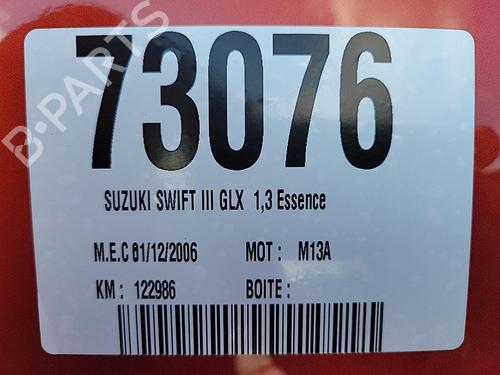 73076
B-PARTS
SUZUKI SWIFT III GLX 1,3 Essence
M.E.C 01/12/2006 MOT : M13A
KM : 122986 BOITE :